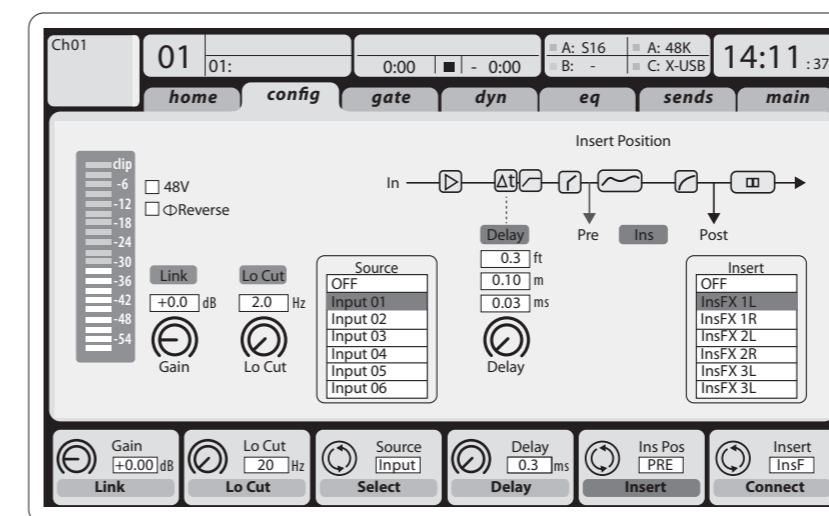 Ch01
01
01:
0:00 - 0:00
A: S16 A: 48K
B: - C: X-USB
14:11 :37
home config gate dyn eq sends main
Insert Position
clip
-6
-12
-18
-24
-30
-36
-42
-48
-54
48V
ΦReverse
In
Δt
Pre Ins Post
Delay
0.3 ft
0.10 m
0.03 ms
Delay
Link
+0.0 dB
Gain
Lo Cut
2.0 Hz
Lo Cut
Source
OFF
Input 01
Input 02
Input 03
Input 04
Input 05
Input 06
Insert
OFF
InsFX 1L
InsFX 1R
InsFX 2L
InsFX 2R
InsFX 3L
InsFX 3L
Gain
+0.00 dB
Link
Lo Cut
20 Hz
Lo Cut
Source
Input
Select
Delay
0.3 ms
Delay
Ins Pos
PRE
Insert
Insert
InsF
Connect